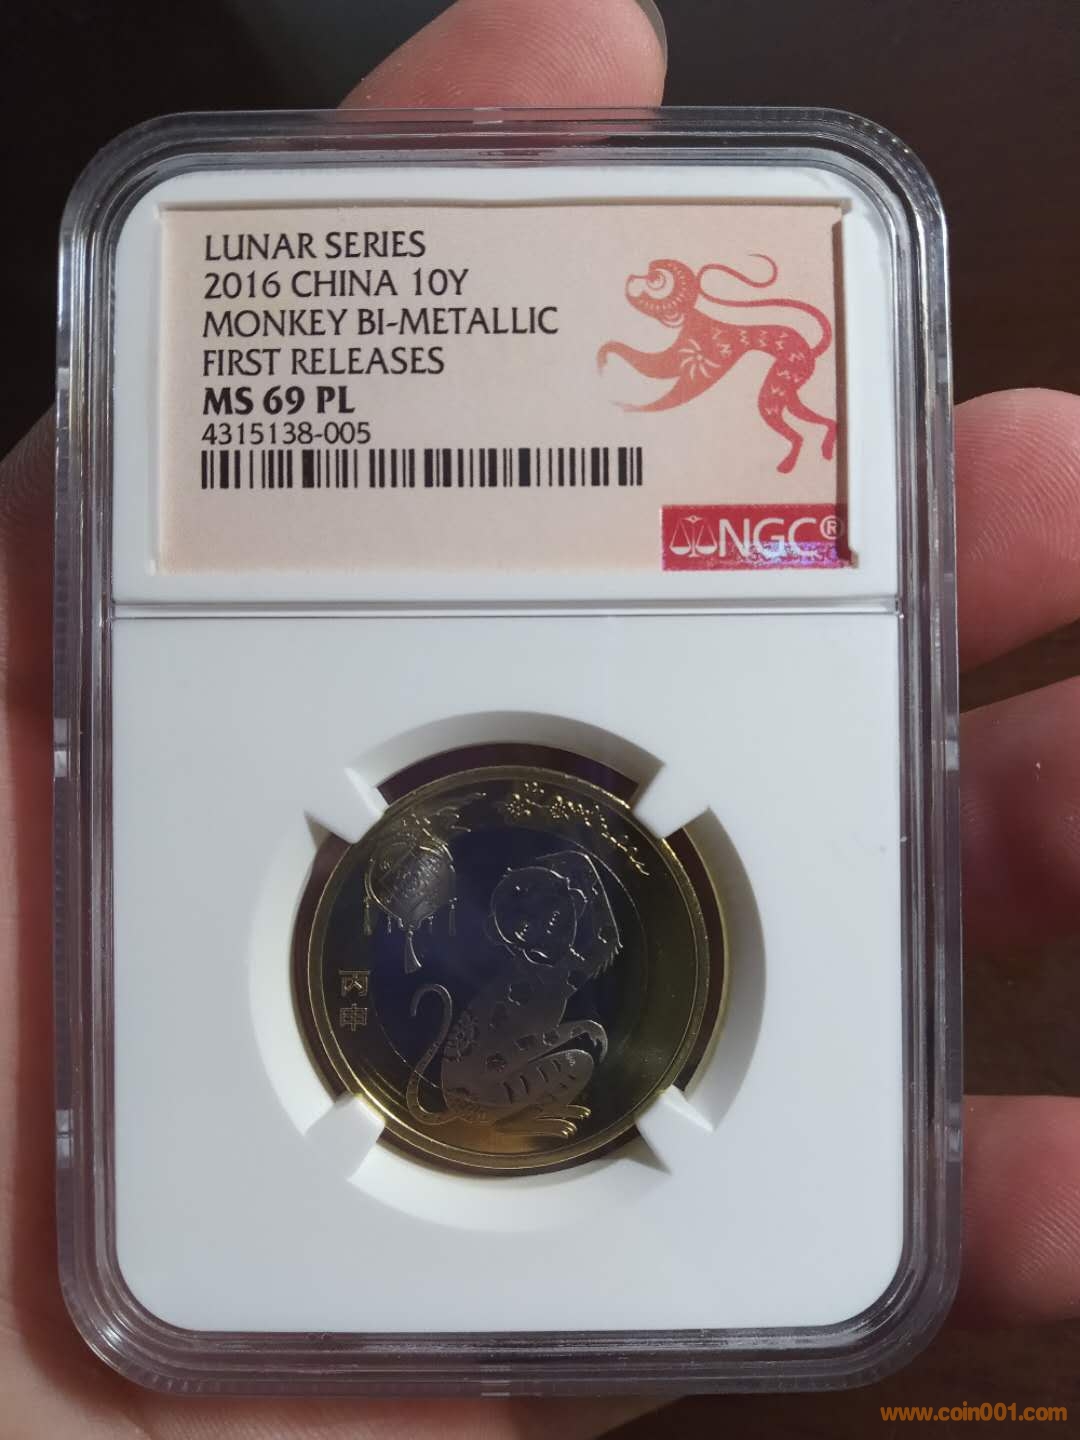 LUNAR SERIES
2016 CHINA 10Y
MONKEY BI-METALLIC
FIRST RELEASES
MS 69 PL
4315138-005
NGC®
丙申
www.coin001.com